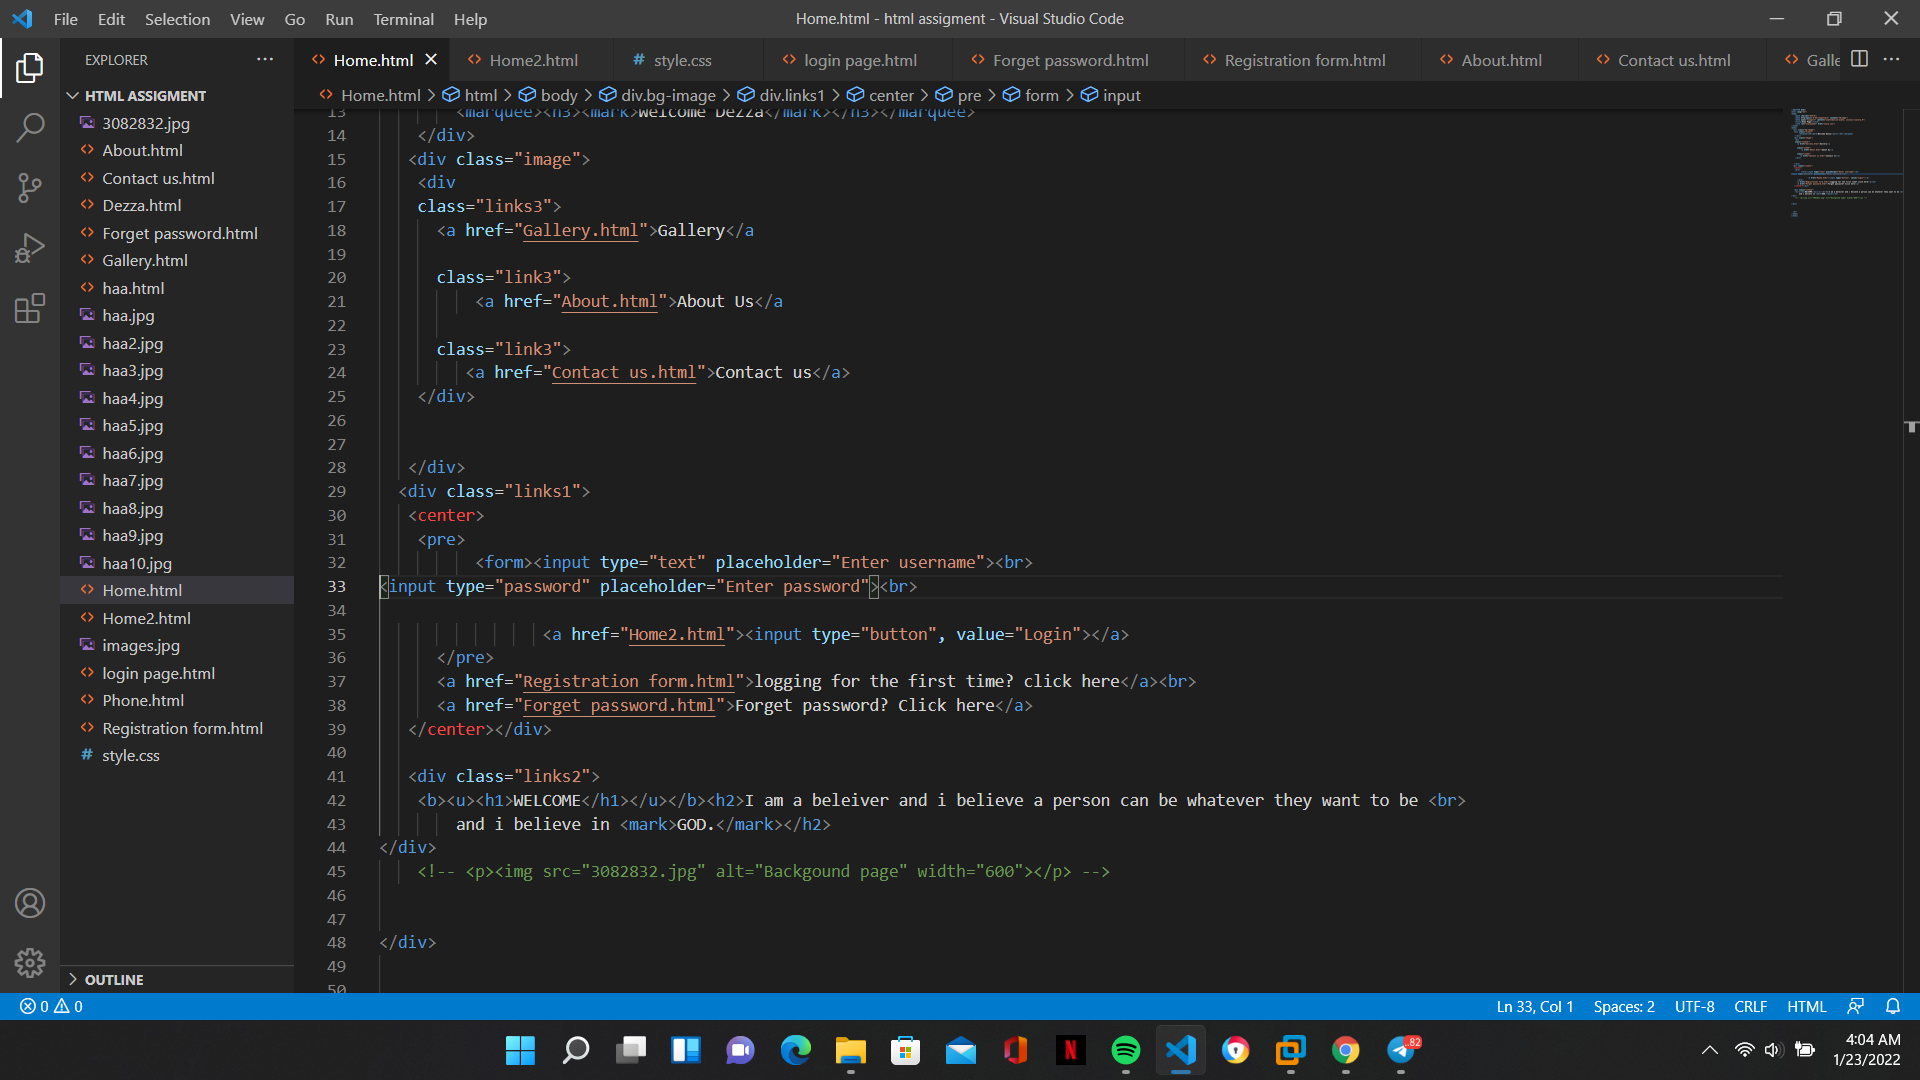 File Edit Selection View Go Run Terminal Help
Home.html - html assigment - Visual Studio Code
EXPLORER
Home.html
Home2.html
# style.css
login page.html
Forget password.html
Registration form.html
About.html
Contact us.html
Galle
HTML ASSIGMENT
Home.html > html > body > div.bg-image > div.links1 > center > pre > form > input
3082832.jpg
About.html
Contact us.html
Dezza.html
Forget password.html
Gallery.html
haa.html
haa.jpg
haa2.jpg
haa3.jpg
haa4.jpg
haa5.jpg
haa6.jpg
haa7.jpg
haa8.jpg
haa9.jpg
haa10.jpg
Home.html
Home2.html
images.jpg
login page.html
Phone.html
Registration form.html
# style.css
OUTLINE
13 <marquee><h3><mark>Welcome Dezza</mark></h3></marquee>
14 </div>
15 <div class="image">
16 <div
17 class="links3">
18 <a href="Gallery.html">Gallery</a
19
20 class="link3">
21 <a href="About.html">About Us</a
22
23 class="link3">
24 <a href="Contact us.html">Contact us</a>
25 </div>
26
27
28 </div>
29 <div class="links1">
30 <center>
31 <pre>
32 <form><input type="text" placeholder="Enter username"><br>
33 <input type="password" placeholder="Enter password"><br>
34
35 <a href="Home2.html"><input type="button", value="Login"></a>
36 </pre>
37 <a href="Registration form.html">logging for the first time? click here</a><br>
38 <a href="Forget password.html">Forget password? Click here</a>
39 </center></div>
40
41 <div class="links2">
42 <b><u><h1>WELCOME</h1></u></b><h2>I am a beleiver and i believe a person can be whatever they want to be <br>
43 and i believe in <mark>GOD.</mark></h2>
44 </div>
45 <!-- <p><img src="3082832.jpg" alt="Backgound page" width="600"></p> -->
46
47
48 </div>
49
50
0 0
Ln 33, Col 1 Spaces: 2 UTF-8 CRLF HTML
82
4:04 AM
1/23/2022